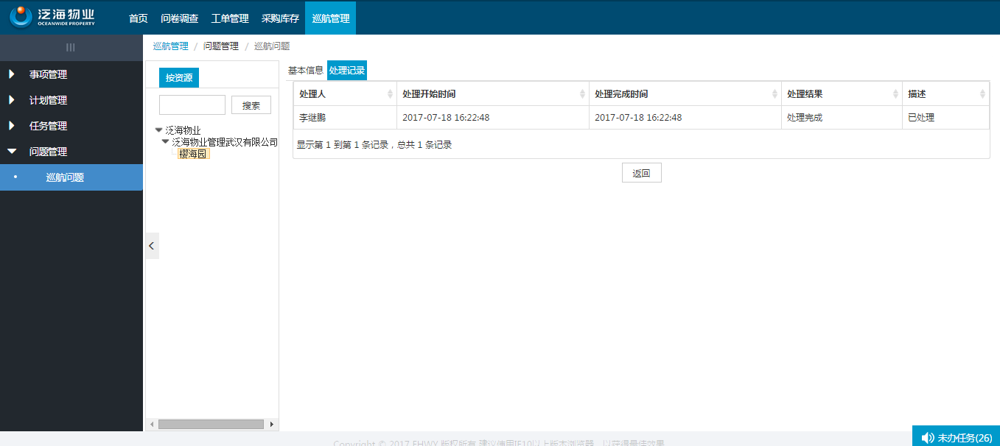 泛海物业
OCEANWIDE PROPERTY
首页 问卷调查 工单管理 采购库存 巡航管理
巡航管理 / 问题管理 / 巡航问题
事项管理
计划管理
任务管理
问题管理
巡航问题
按资源
搜索
泛海物业
泛海物业管理武汉有限公司
樱海园
基本信息 处理记录
处理人 处理开始时间 处理完成时间 处理结果 描述
李继鹏 2017-07-18 16:22:48 2017-07-18 16:22:48 处理完成 已处理
显示第 1 到第 1 条记录，总共 1 条记录
返回
Copyright © 2017 FHWY 版权所有 建议使用IE10以上版本浏览器，以获得最佳效果
未办任务(26)